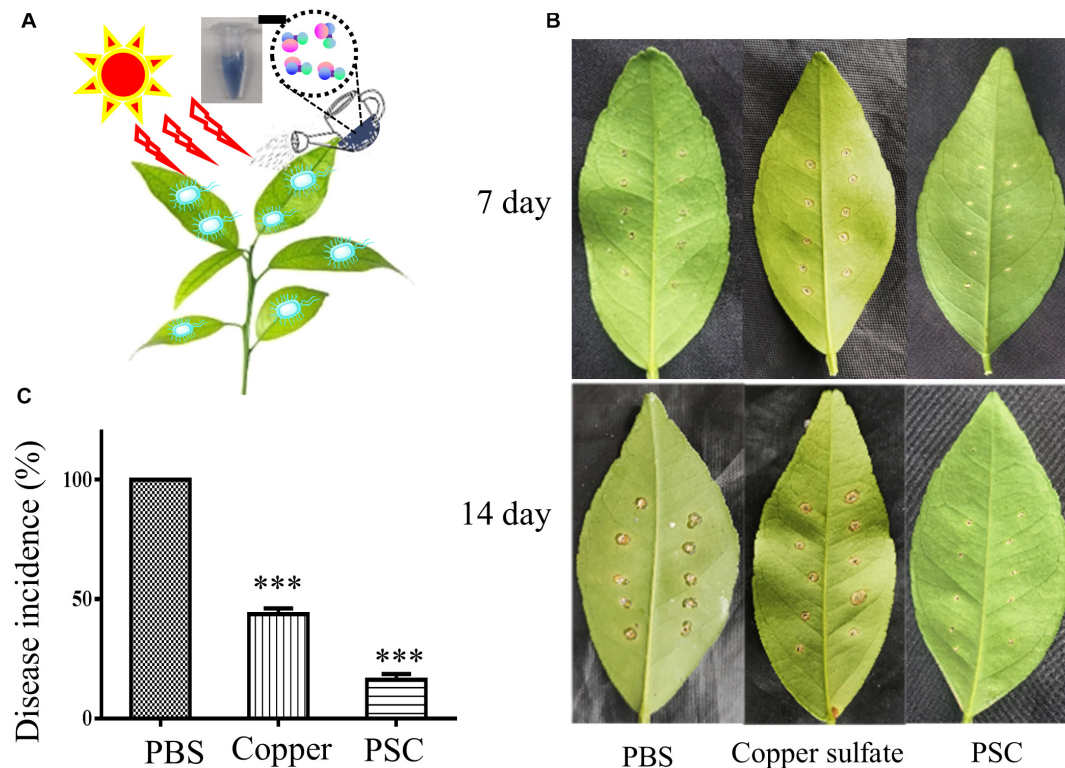 A
B
7 day
14 day
PBS
Copper sulfate
PSC
C
Disease incidence (%)
100
50
0
***
***
PBS
Copper
PSC